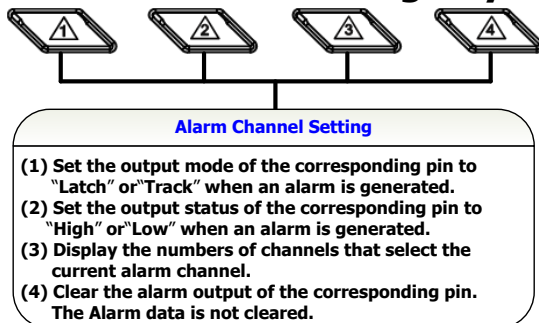 1 2 3 4
Alarm Channel Setting
(1) Set the output mode of the corresponding pin to
“Latch” or“Track” when an alarm is generated.
(2) Set the output status of the corresponding pin to
“High” or“Low” when an alarm is generated.
(3) Display the numbers of channels that select the
current alarm channel.
(4) Clear the alarm output of the corresponding pin.
The Alarm data is not cleared.